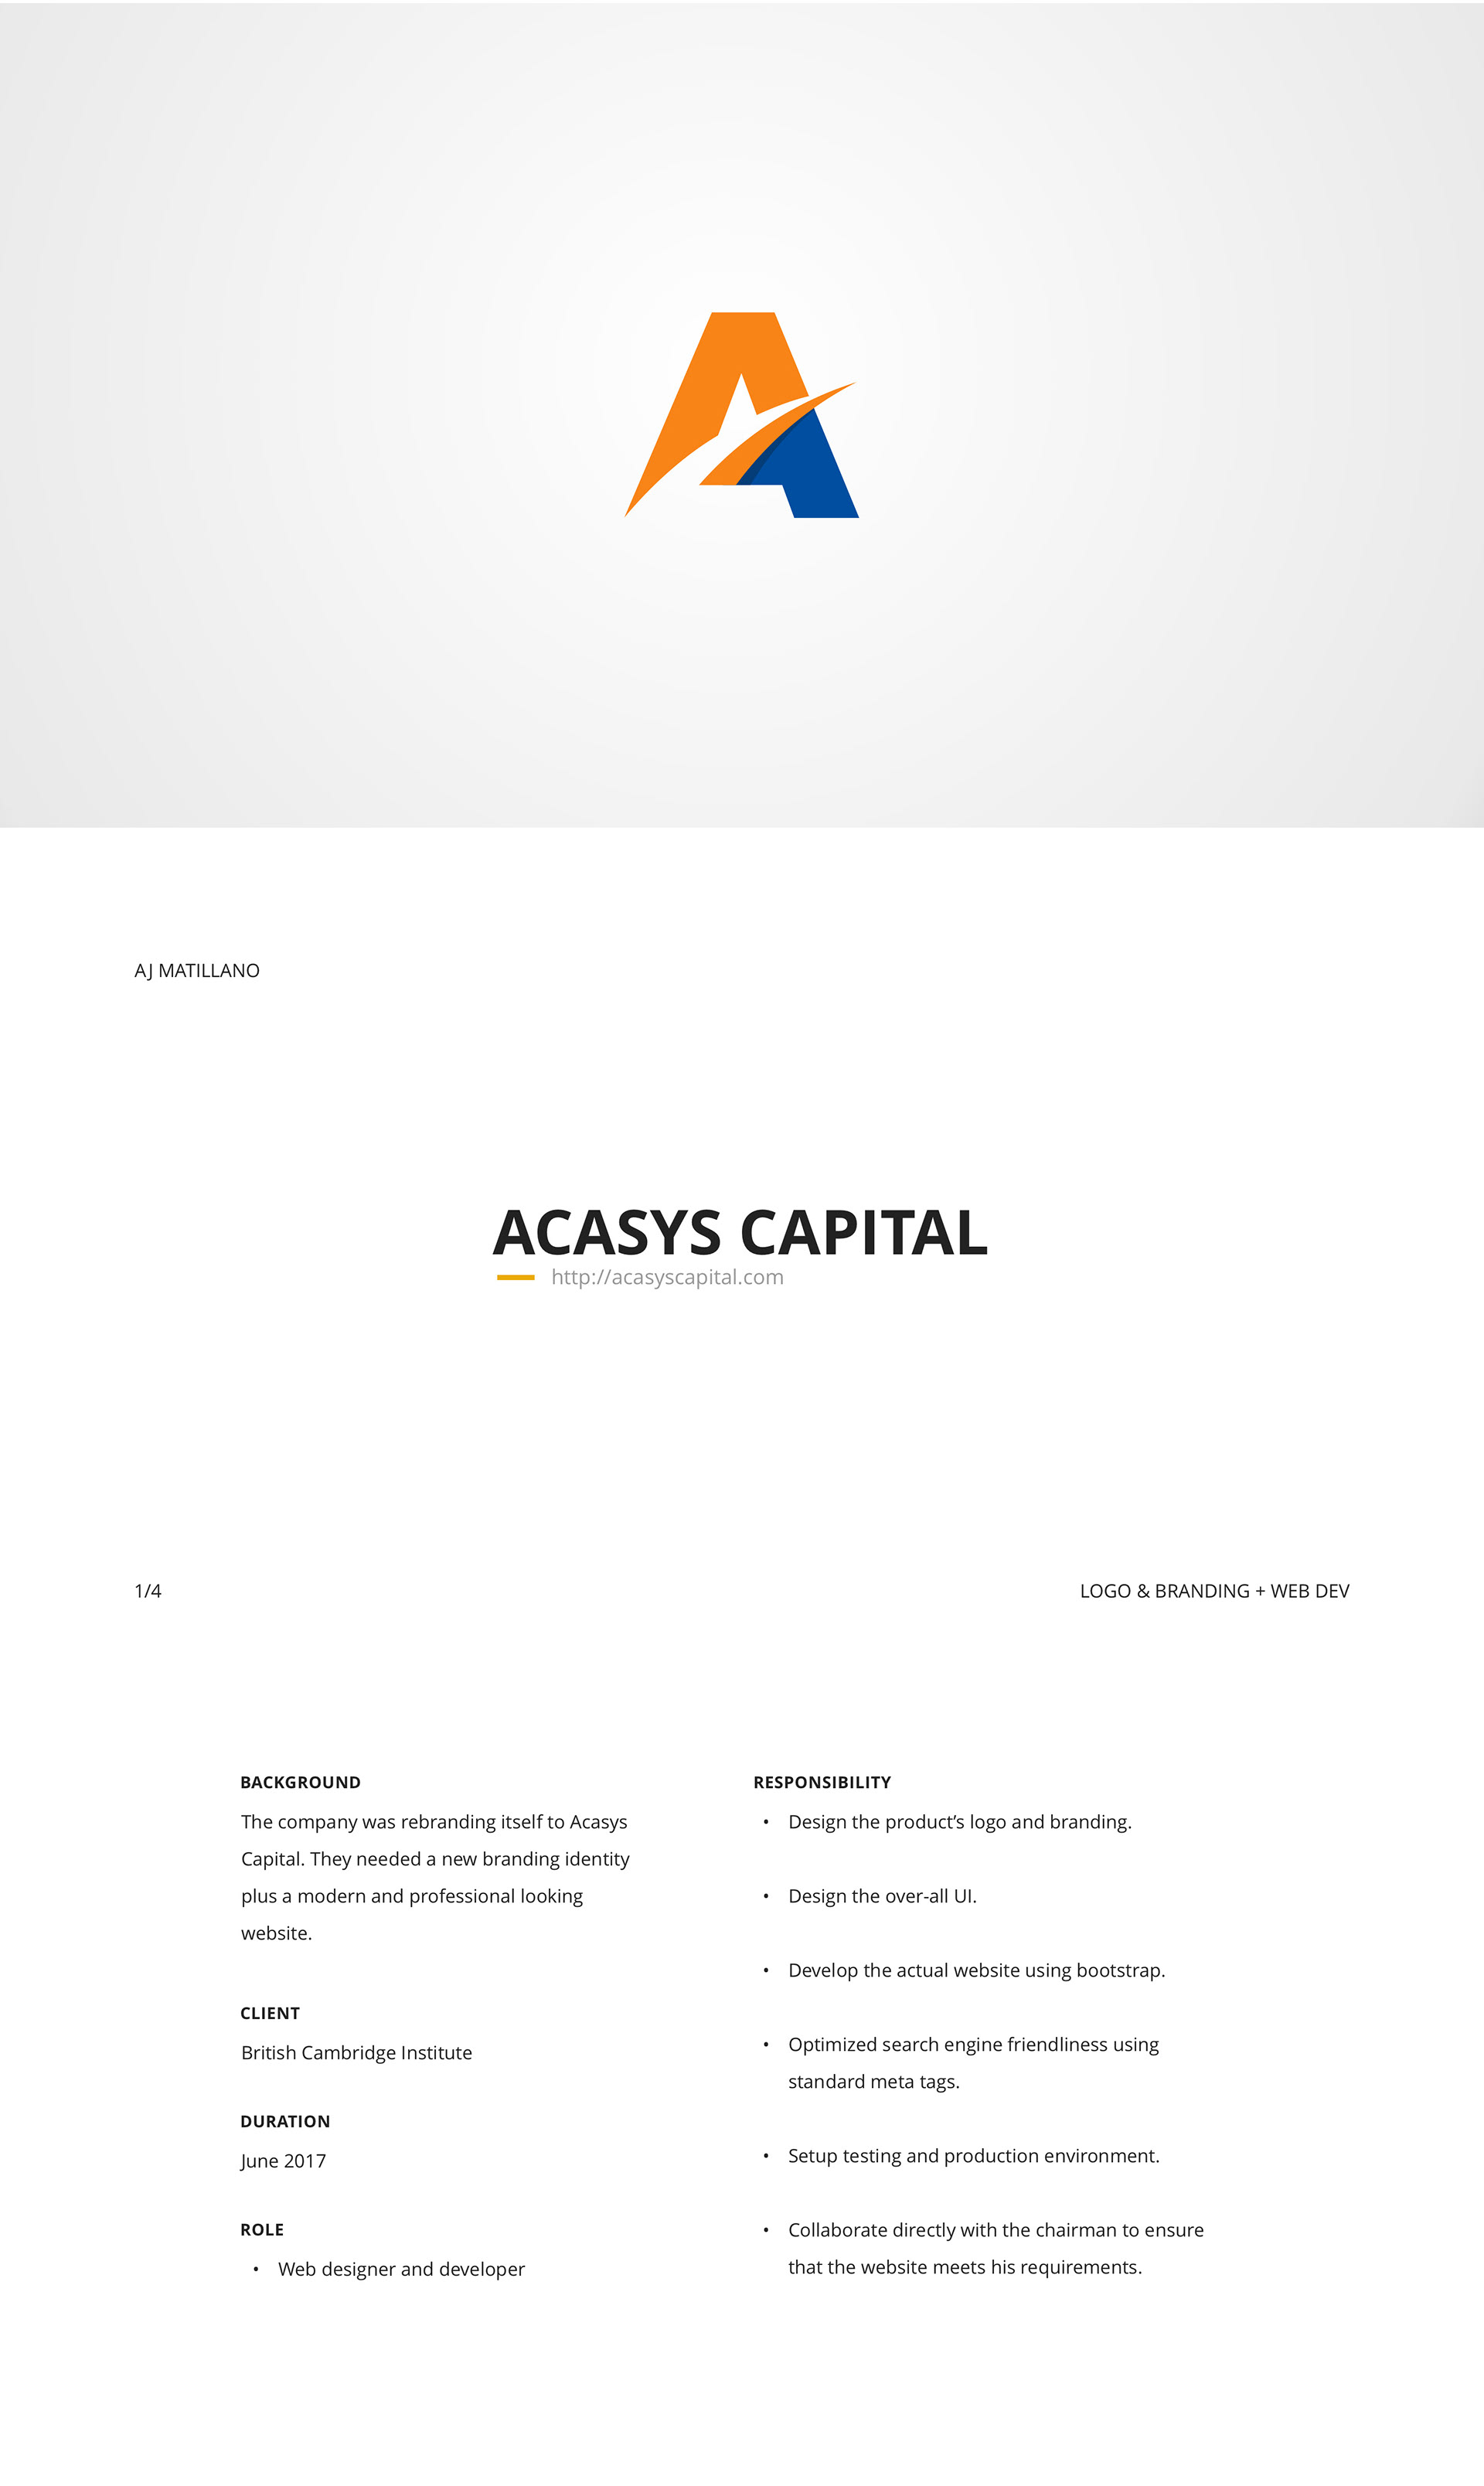 AJ MATILLANO
ACASYS CAPITAL
http://acasyscapital.com
1/4
LOGO & BRANDING + WEB DEV
BACKGROUND
The company was rebranding itself to Acasys
Capital. They needed a new branding identity
plus a modern and professional looking
website.
CLIENT
British Cambridge Institute
DURATION
June 2017
ROLE
• Web designer and developer
RESPONSIBILITY
• Design the product’s logo and branding.
• Design the over-all UI.
• Develop the actual website using bootstrap.
• Optimized search engine friendliness using
standard meta tags.
• Setup testing and production environment.
• Collaborate directly with the chairman to ensure
that the website meets his requirements.